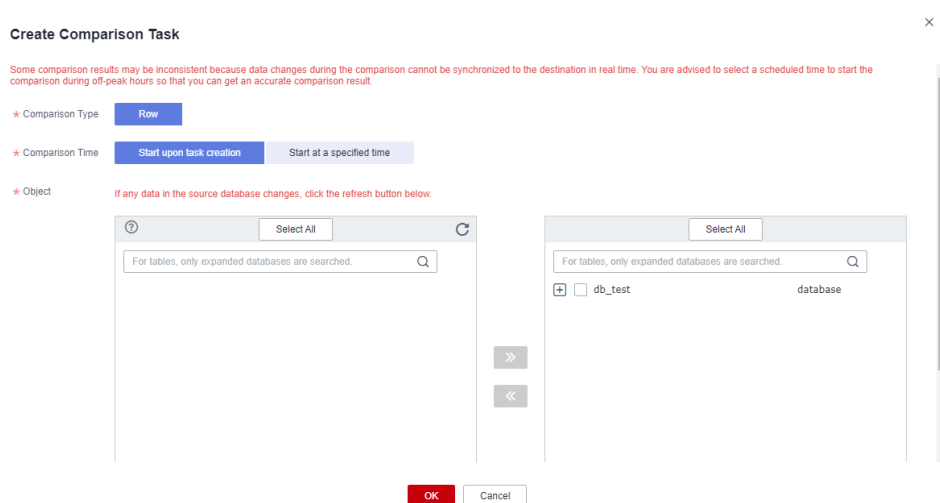 Create Comparison Task
Some comparison results may be inconsistent because data changes during the comparison cannot be synchronized to the destination in real time. You are advised to select a scheduled time to start the
comparison during off-peak hours so that you can get an accurate comparison result.
* Comparison Type Row
* Comparison Time Start upon task creation Start at a specified time
* Object If any data in the source database changes, click the refresh button below.
Select All Select All
For tables, only expanded databases are searched. For tables, only expanded databases are searched.
db_test database
OK Cancel